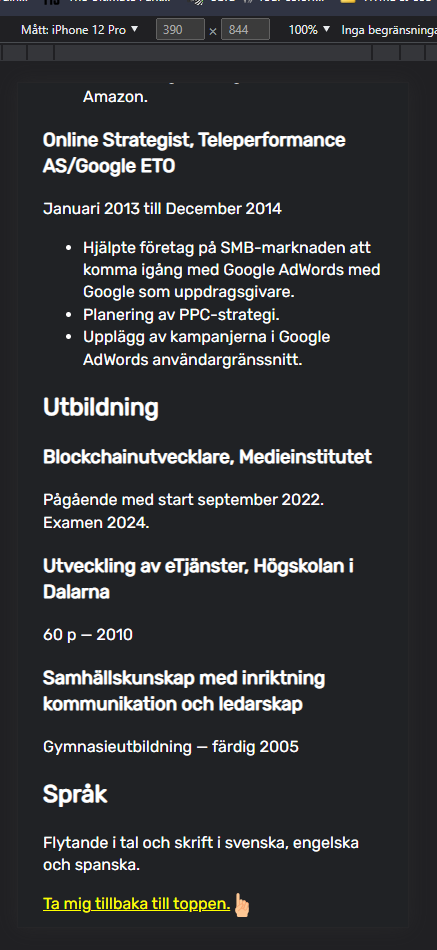 Mått: iPhone 12 Pro ▼ 390 × 844 100% ▼ Inga begränsninga
Amazon.
Online Strategist, Teleperformance
AS/Google ETO
Januari 2013 till December 2014
• Hjälpte företag på SMB-marknaden att
komma igång med Google AdWords med
Google som uppdragsgivare.
• Planering av PPC-strategi.
• Upplägg av kampanjerna i Google
AdWords användargränssnitt.
Utbildning
Blockchainutvecklare, Medieinstitutet
Pågående med start september 2022.
Examen 2024.
Utveckling av eTjänster, Högskolan i
Dalarna
60 p — 2010
Samhällskunskap med inriktning
kommunikation och ledarskap
Gymnasieutbildning — färdig 2005
Språk
Flytande i tal och skrift i svenska, engelska
och spanska.
Ta mig tillbaka till toppen.